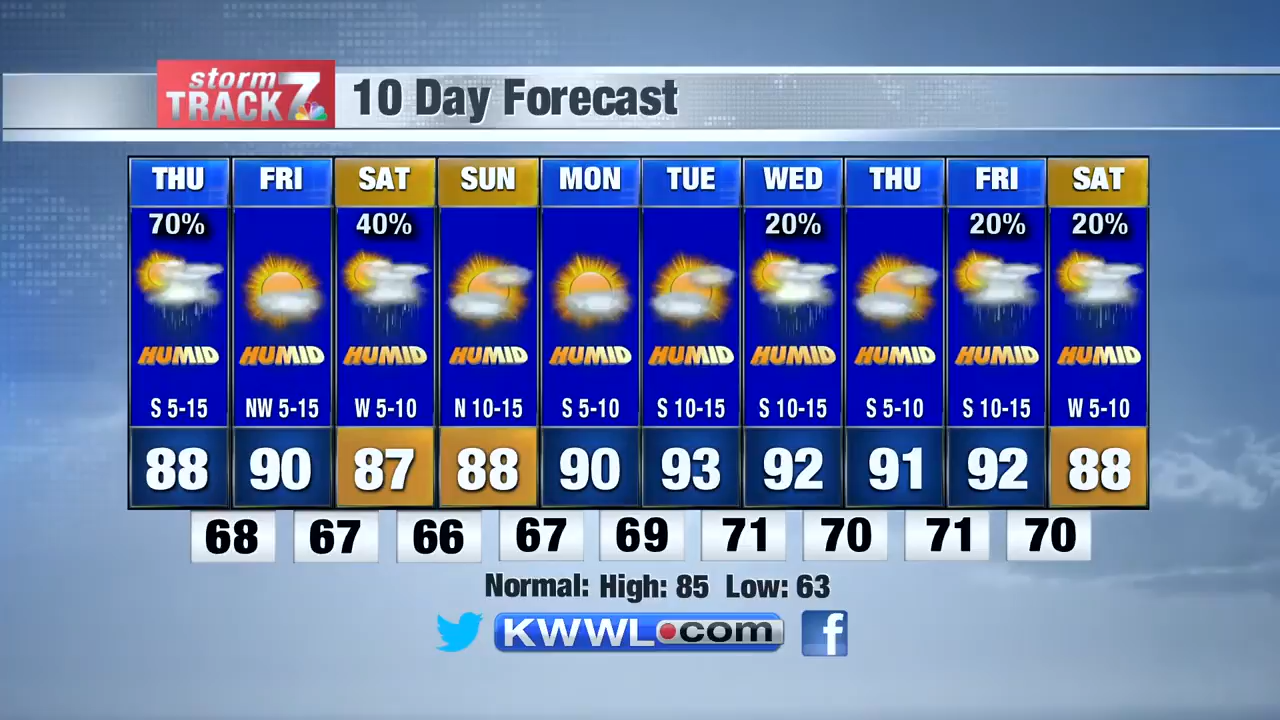 storm
TRACK 7
10 Day Forecast
THU FRI SAT SUN MON TUE WED THU FRI SAT
70% 40% 20% 20% 20%
HUMID HUMID HUMID HUMID HUMID HUMID HUMID HUMID HUMID HUMID
S 5-15 NW 5-15 W 5-10 N 10-15 S 5-10 S 10-15 S 10-15 S 5-10 S 10-15 W 5-10
88 90 87 88 90 93 92 91 92 88
68 67 66 67 69 71 70 71 70
Normal: High: 85 Low: 63
KWWL.com f